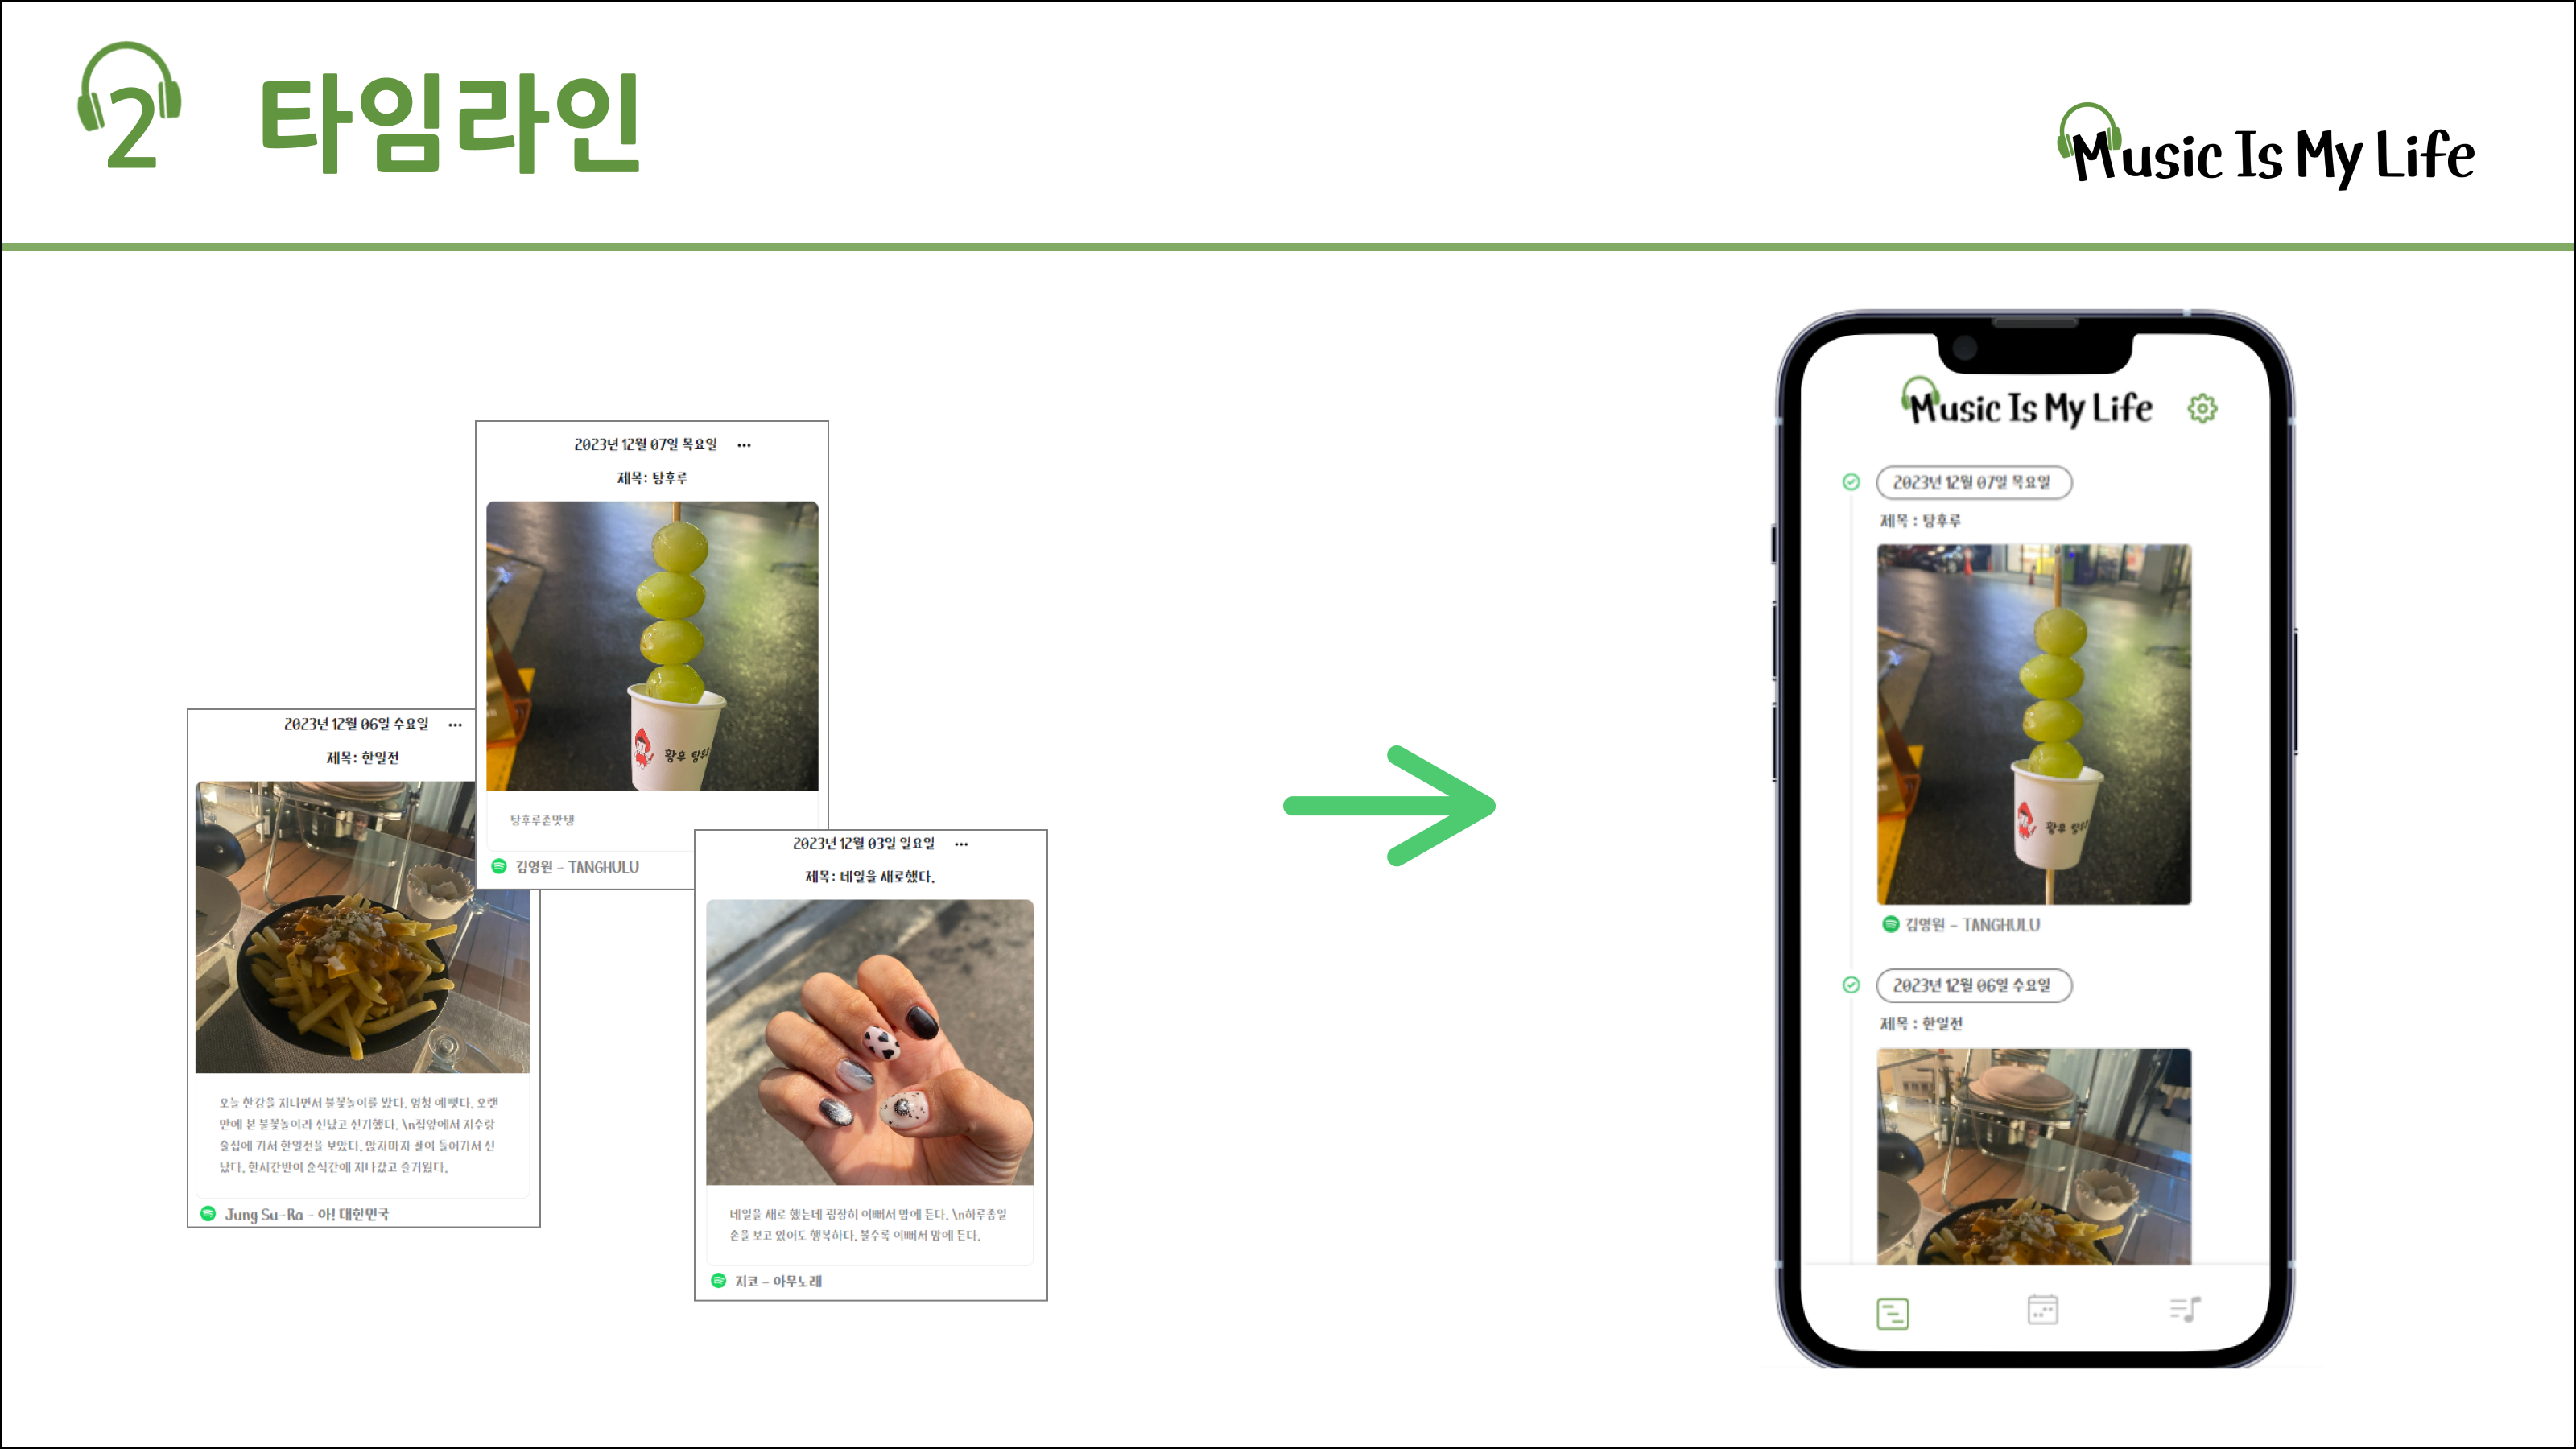 2 타임라인
Music Is My Life
2023년 12월 07일 목요일 ...
제목: 탕후루
황후 탕후루
탕후루존맛탱
김영원 - TANGHULU
2023년 12월 06일 수요일 ...
제목: 한일전
오늘 한강을 지나면서 불꽃놀이를 봤다. 엄청 예뻤다. 오랜
만에 본 불꽃놀이라 신났고 신기했다. \n집앞에서 지수랑
술집에 가서 한일전을 보았다. 앉자마자 골이 들어가서 신
났다. 한시간반이 순식간에 지나갔고 즐거웠다.
Jung Su-Ra - 아! 대한민국
2023년 12월 03일 일요일 ...
제목: 네일을 새로했다.
네일을 새로 했는데 굉장히 이뻐서 맘에 든다. \n하루종일
손을 보고 있어도 행복하다. 볼수록 이뻐서 맘에 든다.
지코 - 아무노래
Music Is My Life
2023년 12월 07일 목요일
제목 : 탕후루
황후 탕후
김영원 - TANGHULU
2023년 12월 06일 수요일
제목 : 한일전